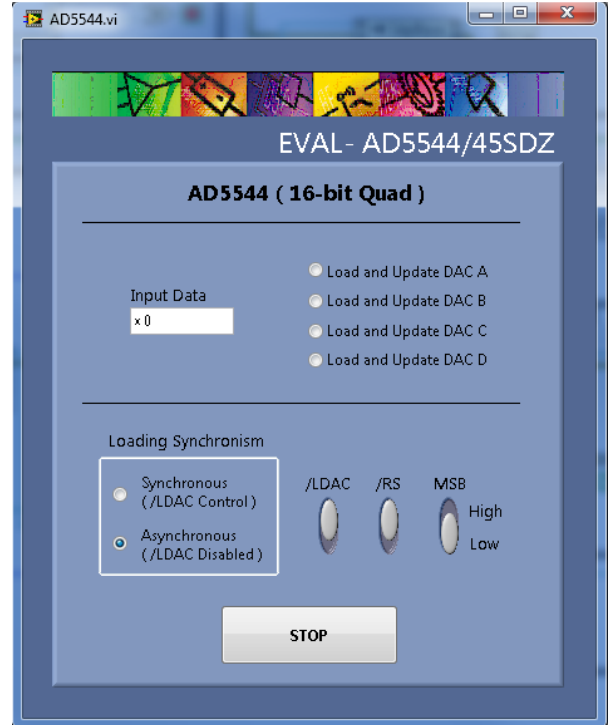 AD5544.vi
EVAL- AD5544/45SDZ
AD5544 ( 16-bit Quad )
Input Data
x 0
Load and Update DAC A
Load and Update DAC B
Load and Update DAC C
Load and Update DAC D
Loading Synchronism
Synchronous
( /LDAC Control )
Asynchronous
( /LDAC Disabled )
/LDAC
/RS
MSB
High
Low
STOP